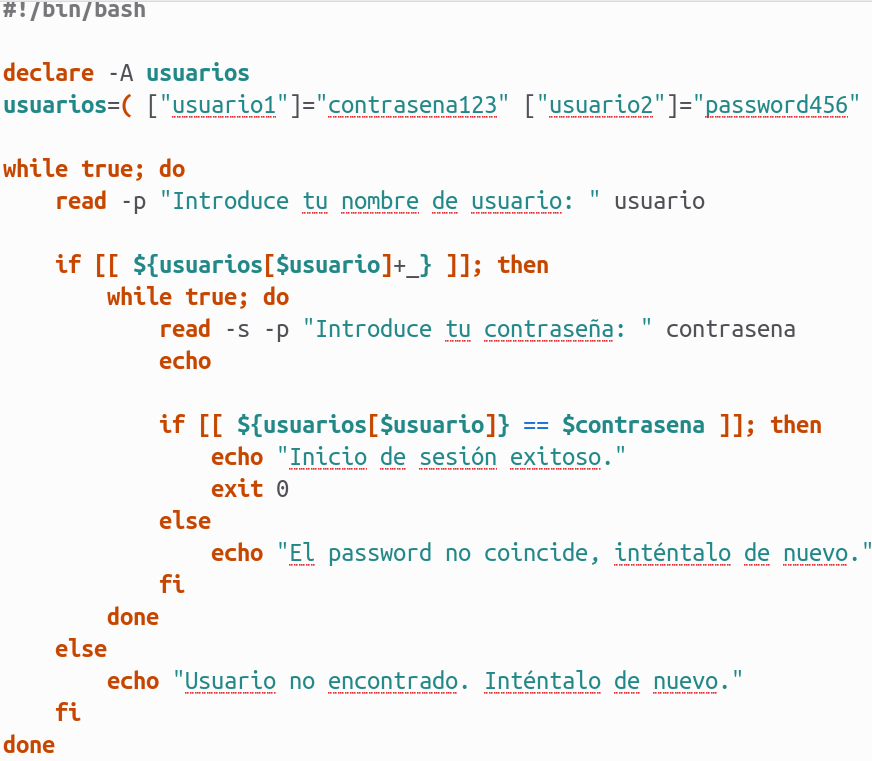 #!/bin/bash
declare -A usuarios
usuarios=( ["usuario1"]="contrasena123" ["usuario2"]="password456"
while true; do
    read -p "Introduce tu nombre de usuario: " usuario
    if [[ ${usuarios[$usuario]+_} ]]; then
        while true; do
            read -s -p "Introduce tu contraseña: " contrasena
            echo
            if [[ ${usuarios[$usuario]} == $contrasena ]]; then
                echo "Inicio de sesión exitoso."
                exit 0
            else
                echo "El password no coincide, inténtalo de nuevo."
            fi
        done
    else
        echo "Usuario no encontrado. Inténtalo de nuevo."
    fi
done